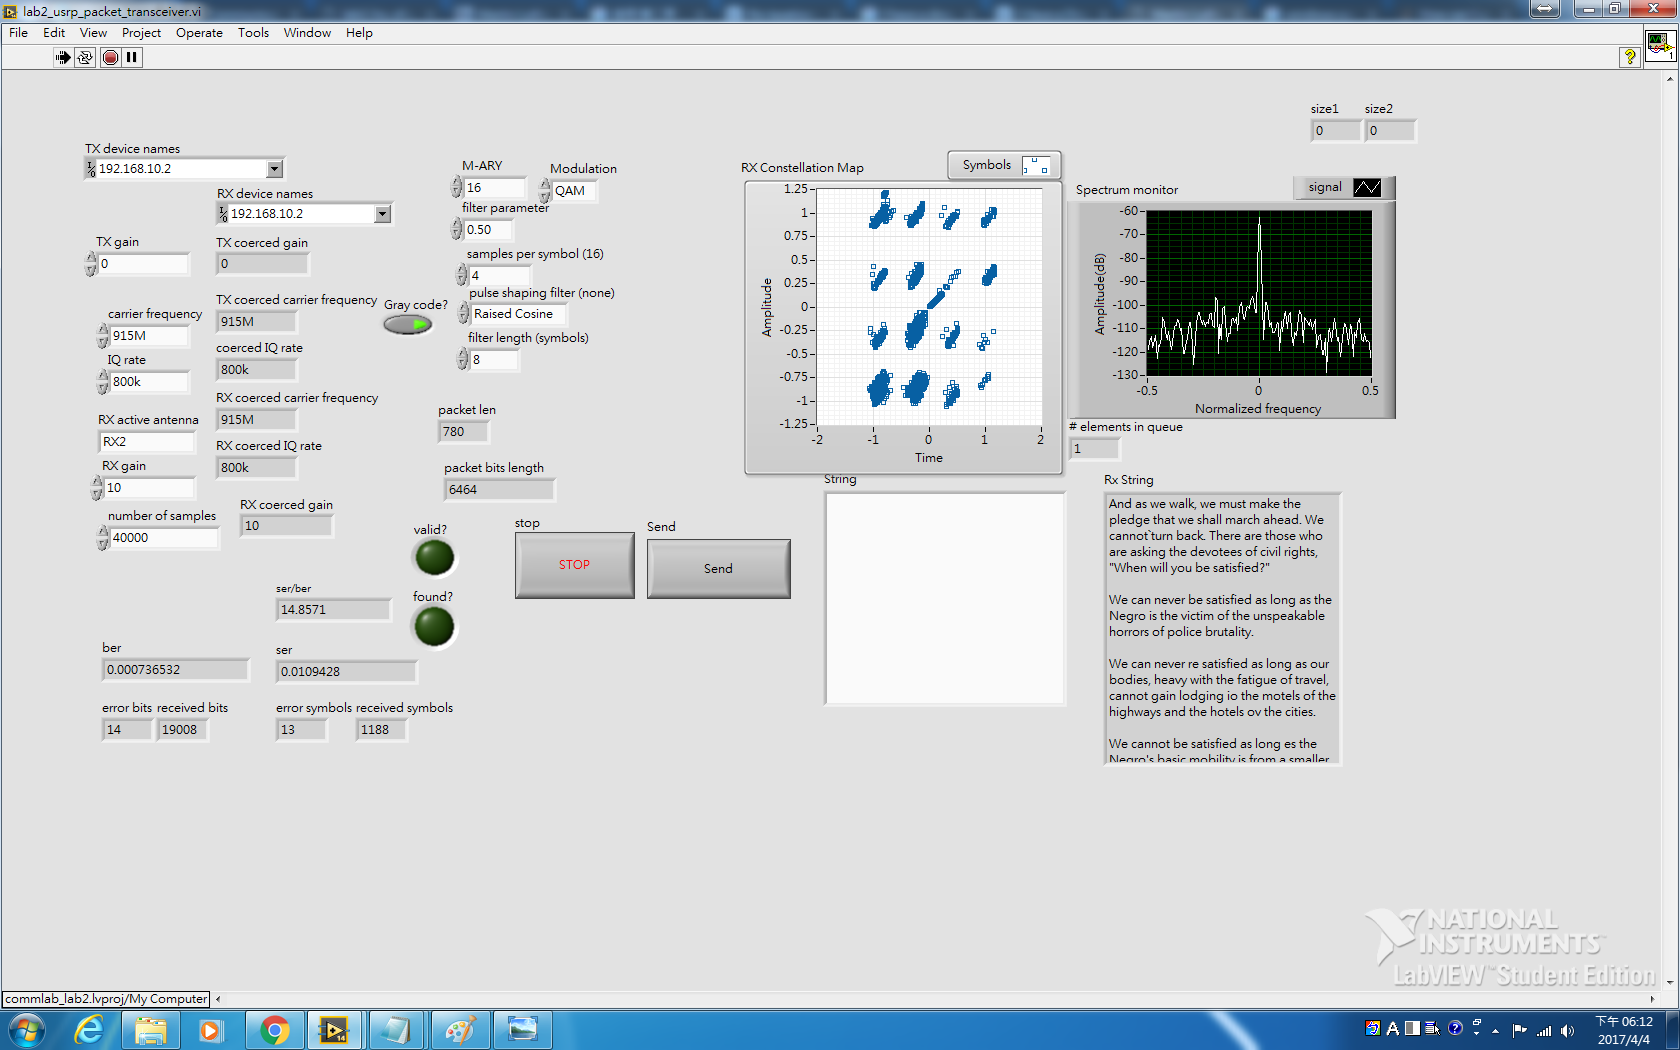 lab2_usrp_packet_transceiver.vi
File Edit View Project Operate Tools Window Help
size1 size2
0 0
TX device names
192.168.10.2
RX device names
192.168.10.2
TX gain
0
TX coerced gain
0
carrier frequency
915M
TX coerced carrier frequency
915M
IQ rate
800k
coerced IQ rate
800k
RX coerced carrier frequency
915M
RX active antenna
RX2
RX coerced IQ rate
800k
RX gain
10
RX coerced gain
10
number of samples
40000
Gray code?
M-ARY
16
Modulation
QAM
filter parameter
0.50
samples per symbol (16)
4
pulse shaping filter (none)
Raised Cosine
filter length (symbols)
8
packet len
780
packet bits length
6464
valid?
found?
stop
STOP
Send
Send
ser/ber
14.8571
ber
0.000736532
ser
0.0109428
error bits received bits
14 19008
error symbols received symbols
13 1188
RX Constellation Map
Symbols
1.25
1
0.75
0.5
0.25
0
-0.25
-0.5
-0.75
-1
-1.25
-2 -1 0 1 2
Amplitude
Time
Spectrum monitor
signal
-60
-70
-80
-90
-100
-110
-120
-130
-0.5 0 0.5
Amplitude(dB)
Normalized frequency
# elements in queue
1
String
Rx String
And as we walk, we must make the
pledge that we shall march ahead. We
cannot`turn back. There are those who
are asking the devotees of civil rights,
"When will you be satisfied?"
We can never be satisfied as long as the
Negro is the victim of the unspeakable
horrors of police brutality.
We can never re satisfied as long as our
bodies, heavy with the fatigue of travel,
cannot gain lodging io the motels of the
highways and the hotels ov the cities.
We cannot be satisfied as long es the
Negro's basic mobility is from a smaller
NATIONAL
INSTRUMENTS™
LabVIEW™ Student Edition
commlab_lab2.lvproj/My Computer
下午 06:12
2017/4/4